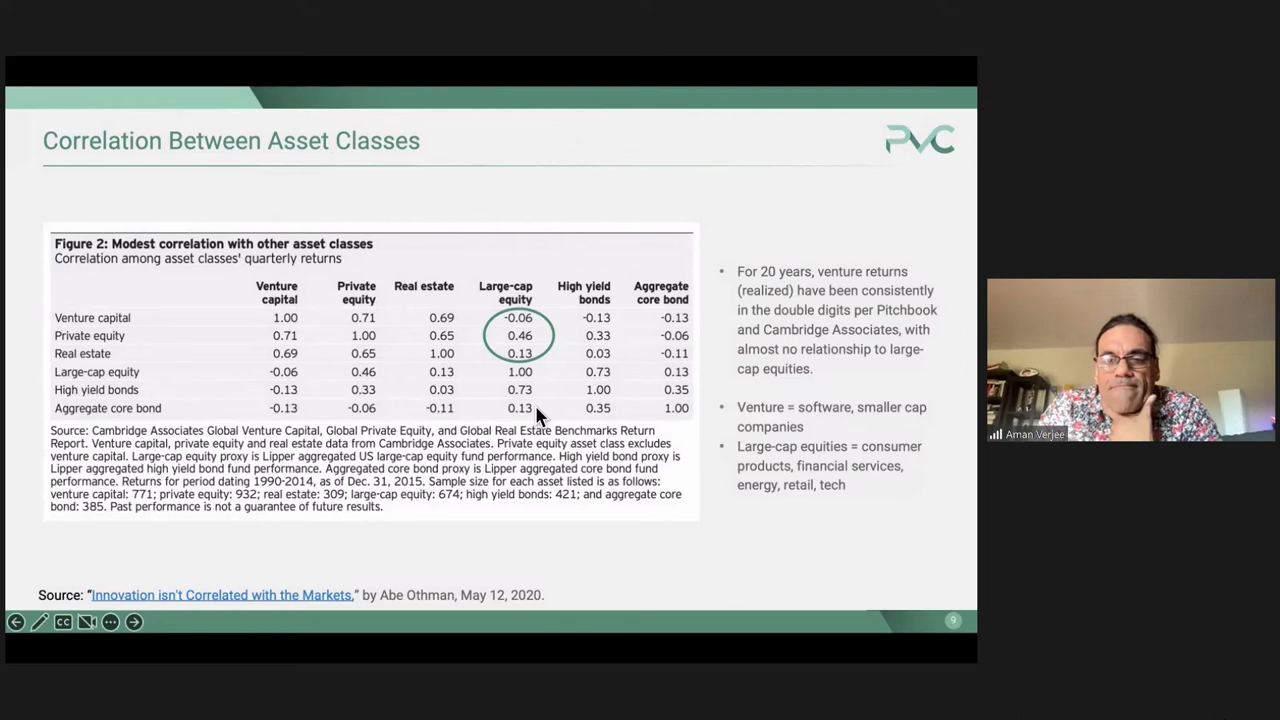 Correlation Between Asset Classes
PVC
Figure 2: Modest correlation with other asset classes
Correlation among asset classes' quarterly returns
Venture capital Private equity Real estate Large-cap equity High yield bonds Aggregate core bond
Venture capital 1.00 0.71 0.69 -0.06 -0.13 -0.13
Private equity 0.71 1.00 0.65 0.46 0.33 -0.06
Real estate 0.69 0.65 1.00 0.13 0.03 -0.11
Large-cap equity -0.06 0.46 0.13 1.00 0.73 0.13
High yield bonds -0.13 0.33 0.03 0.73 1.00 0.35
Aggregate core bond -0.13 -0.06 -0.11 0.13 0.35 1.00
Source: Cambridge Associates Global Venture Capital, Global Private Equity, and Global Real Estate Benchmarks Return
Report. Venture capital, private equity and real estate data from Cambridge Associates. Private equity asset class excludes
venture capital. Large-cap equity proxy is Lipper aggregated US large-cap equity fund performance. High yield bond proxy is
Lipper aggregated high yield bond fund performance. Aggregated core bond proxy is Lipper aggregated core bond fund
performance. Returns for period dating 1990-2014, as of Dec. 31, 2015. Sample size for each asset listed is as follows:
venture capital: 771; private equity: 932; real estate: 309; large-cap equity: 674; high yield bonds: 421; and aggregate core
bond: 385. Past performance is not a guarantee of future results.
• For 20 years, venture returns
(realized) have been consistently
in the double digits per Pitchbook
and Cambridge Associates, with
almost no relationship to large-
cap equities.
• Venture = software, smaller cap
companies
• Large-cap equities = consumer
products, financial services,
energy, retail, tech
Source: "Innovation isn't Correlated with the Markets," by Abe Othman, May 12, 2020.
CC
9
Aman Verjee